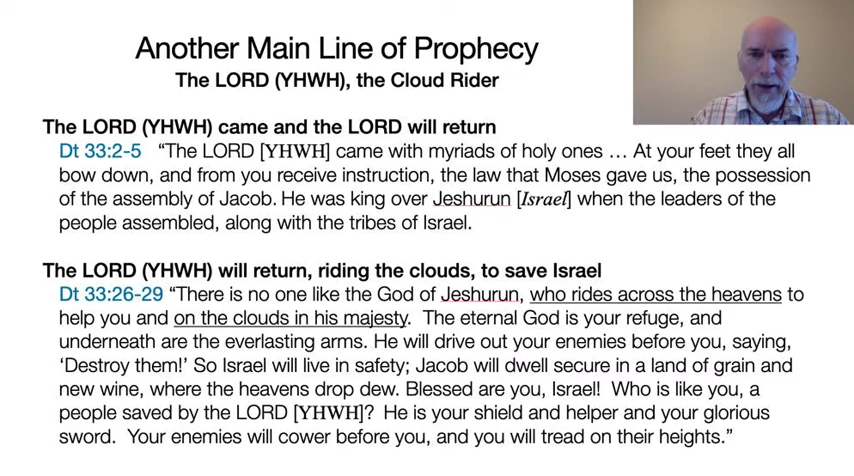 Another Main Line of Prophecy
The LORD (YHWH), the Cloud Rider
The LORD (YHWH) came and the LORD will return
Dt 33:2-5 “The LORD [YHWH] came with myriads of holy ones … At your feet they all
bow down, and from you receive instruction, the law that Moses gave us, the possession
of the assembly of Jacob. He was king over Jeshurun [Israel] when the leaders of the
people assembled, along with the tribes of Israel.
The LORD (YHWH) will return, riding the clouds, to save Israel
Dt 33:26-29 “There is no one like the God of Jeshurun, who rides across the heavens to
help you and on the clouds in his majesty. The eternal God is your refuge, and
underneath are the everlasting arms. He will drive out your enemies before you, saying,
‘Destroy them!’ So Israel will live in safety; Jacob will dwell secure in a land of grain and
new wine, where the heavens drop dew. Blessed are you, Israel! Who is like you, a
people saved by the LORD [YHWH]? He is your shield and helper and your glorious
sword. Your enemies will cower before you, and you will tread on their heights.”